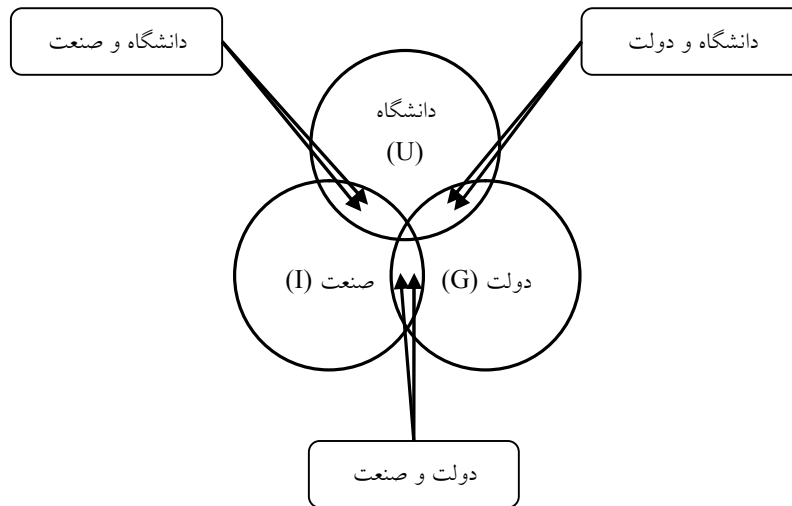 دانشگاه و دولت
دانشگاه و صنعت
دانشگاه
(U)
صنعت (I)
دولت (G)
دولت و صنعت